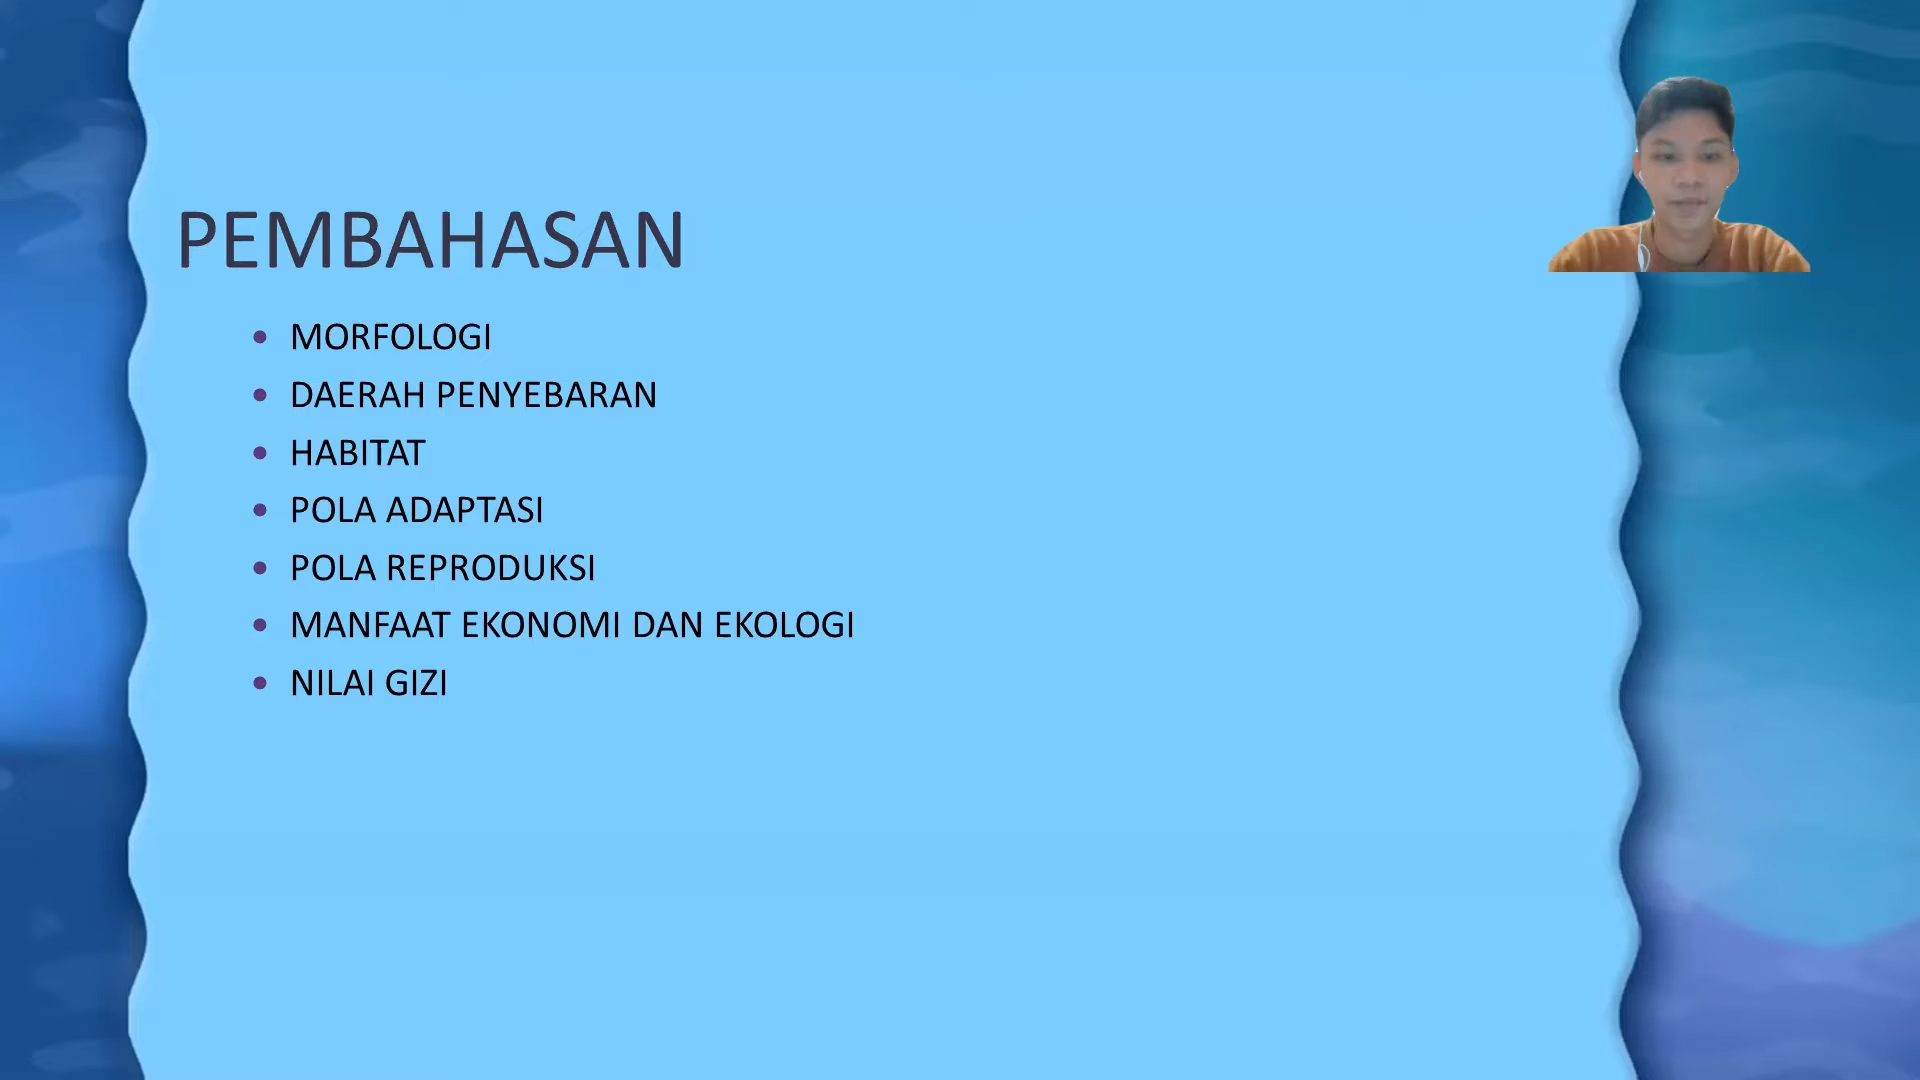 PEMBAHASAN
• MORFOLOGI
• DAERAH PENYEBARAN
• HABITAT
• POLA ADAPTASI
• POLA REPRODUKSI
• MANFAAT EKONOMI DAN EKOLOGI
• NILAI GIZI